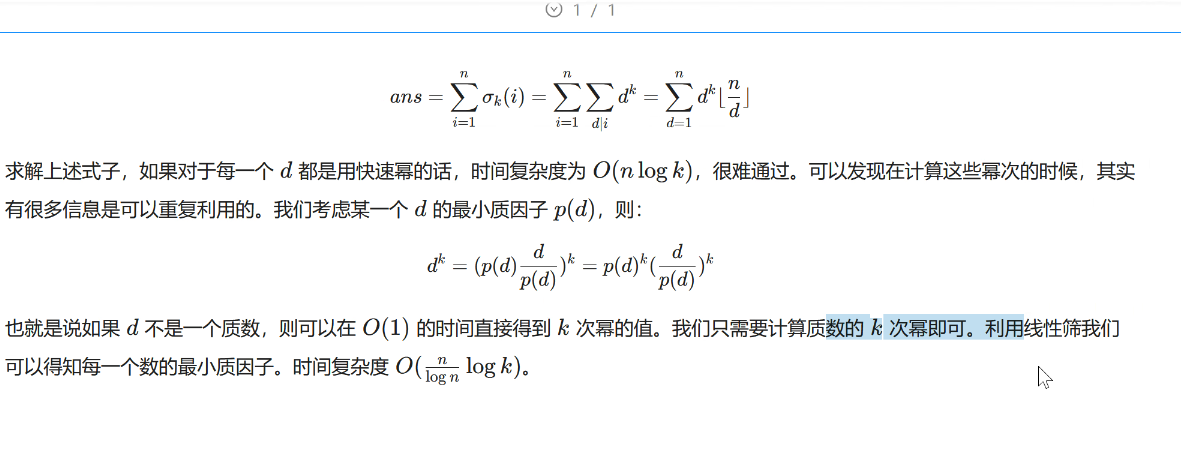 1 / 1
ans = \sum_{i=1}^{n} σ_k(i) = \sum_{i=1}^{n} \sum_{d|i} d^k = \sum_{d=1}^{n} d^k ⌊\frac{n}{d}⌋
求解上述式子，如果对于每一个 d 都是用快速幂的话，时间复杂度为 O(n log k)，很难通过。可以发现在计算这些幂次的时候，其实
有很多信息是可以重复利用的。我们考虑某一个 d 的最小质因子 p(d)，则：
d^k = (p(d)\frac{d}{p(d)})^k = p(d)^k(\frac{d}{p(d)})^k
也就是说如果 d 不是一个质数，则可以在 O(1) 的时间直接得到 k 次幂的值。我们只需要计算质数的 k 次幂即可。利用线性筛我们
可以得知每一个数的最小质因子。时间复杂度 O(\frac{n}{log n} log k)。